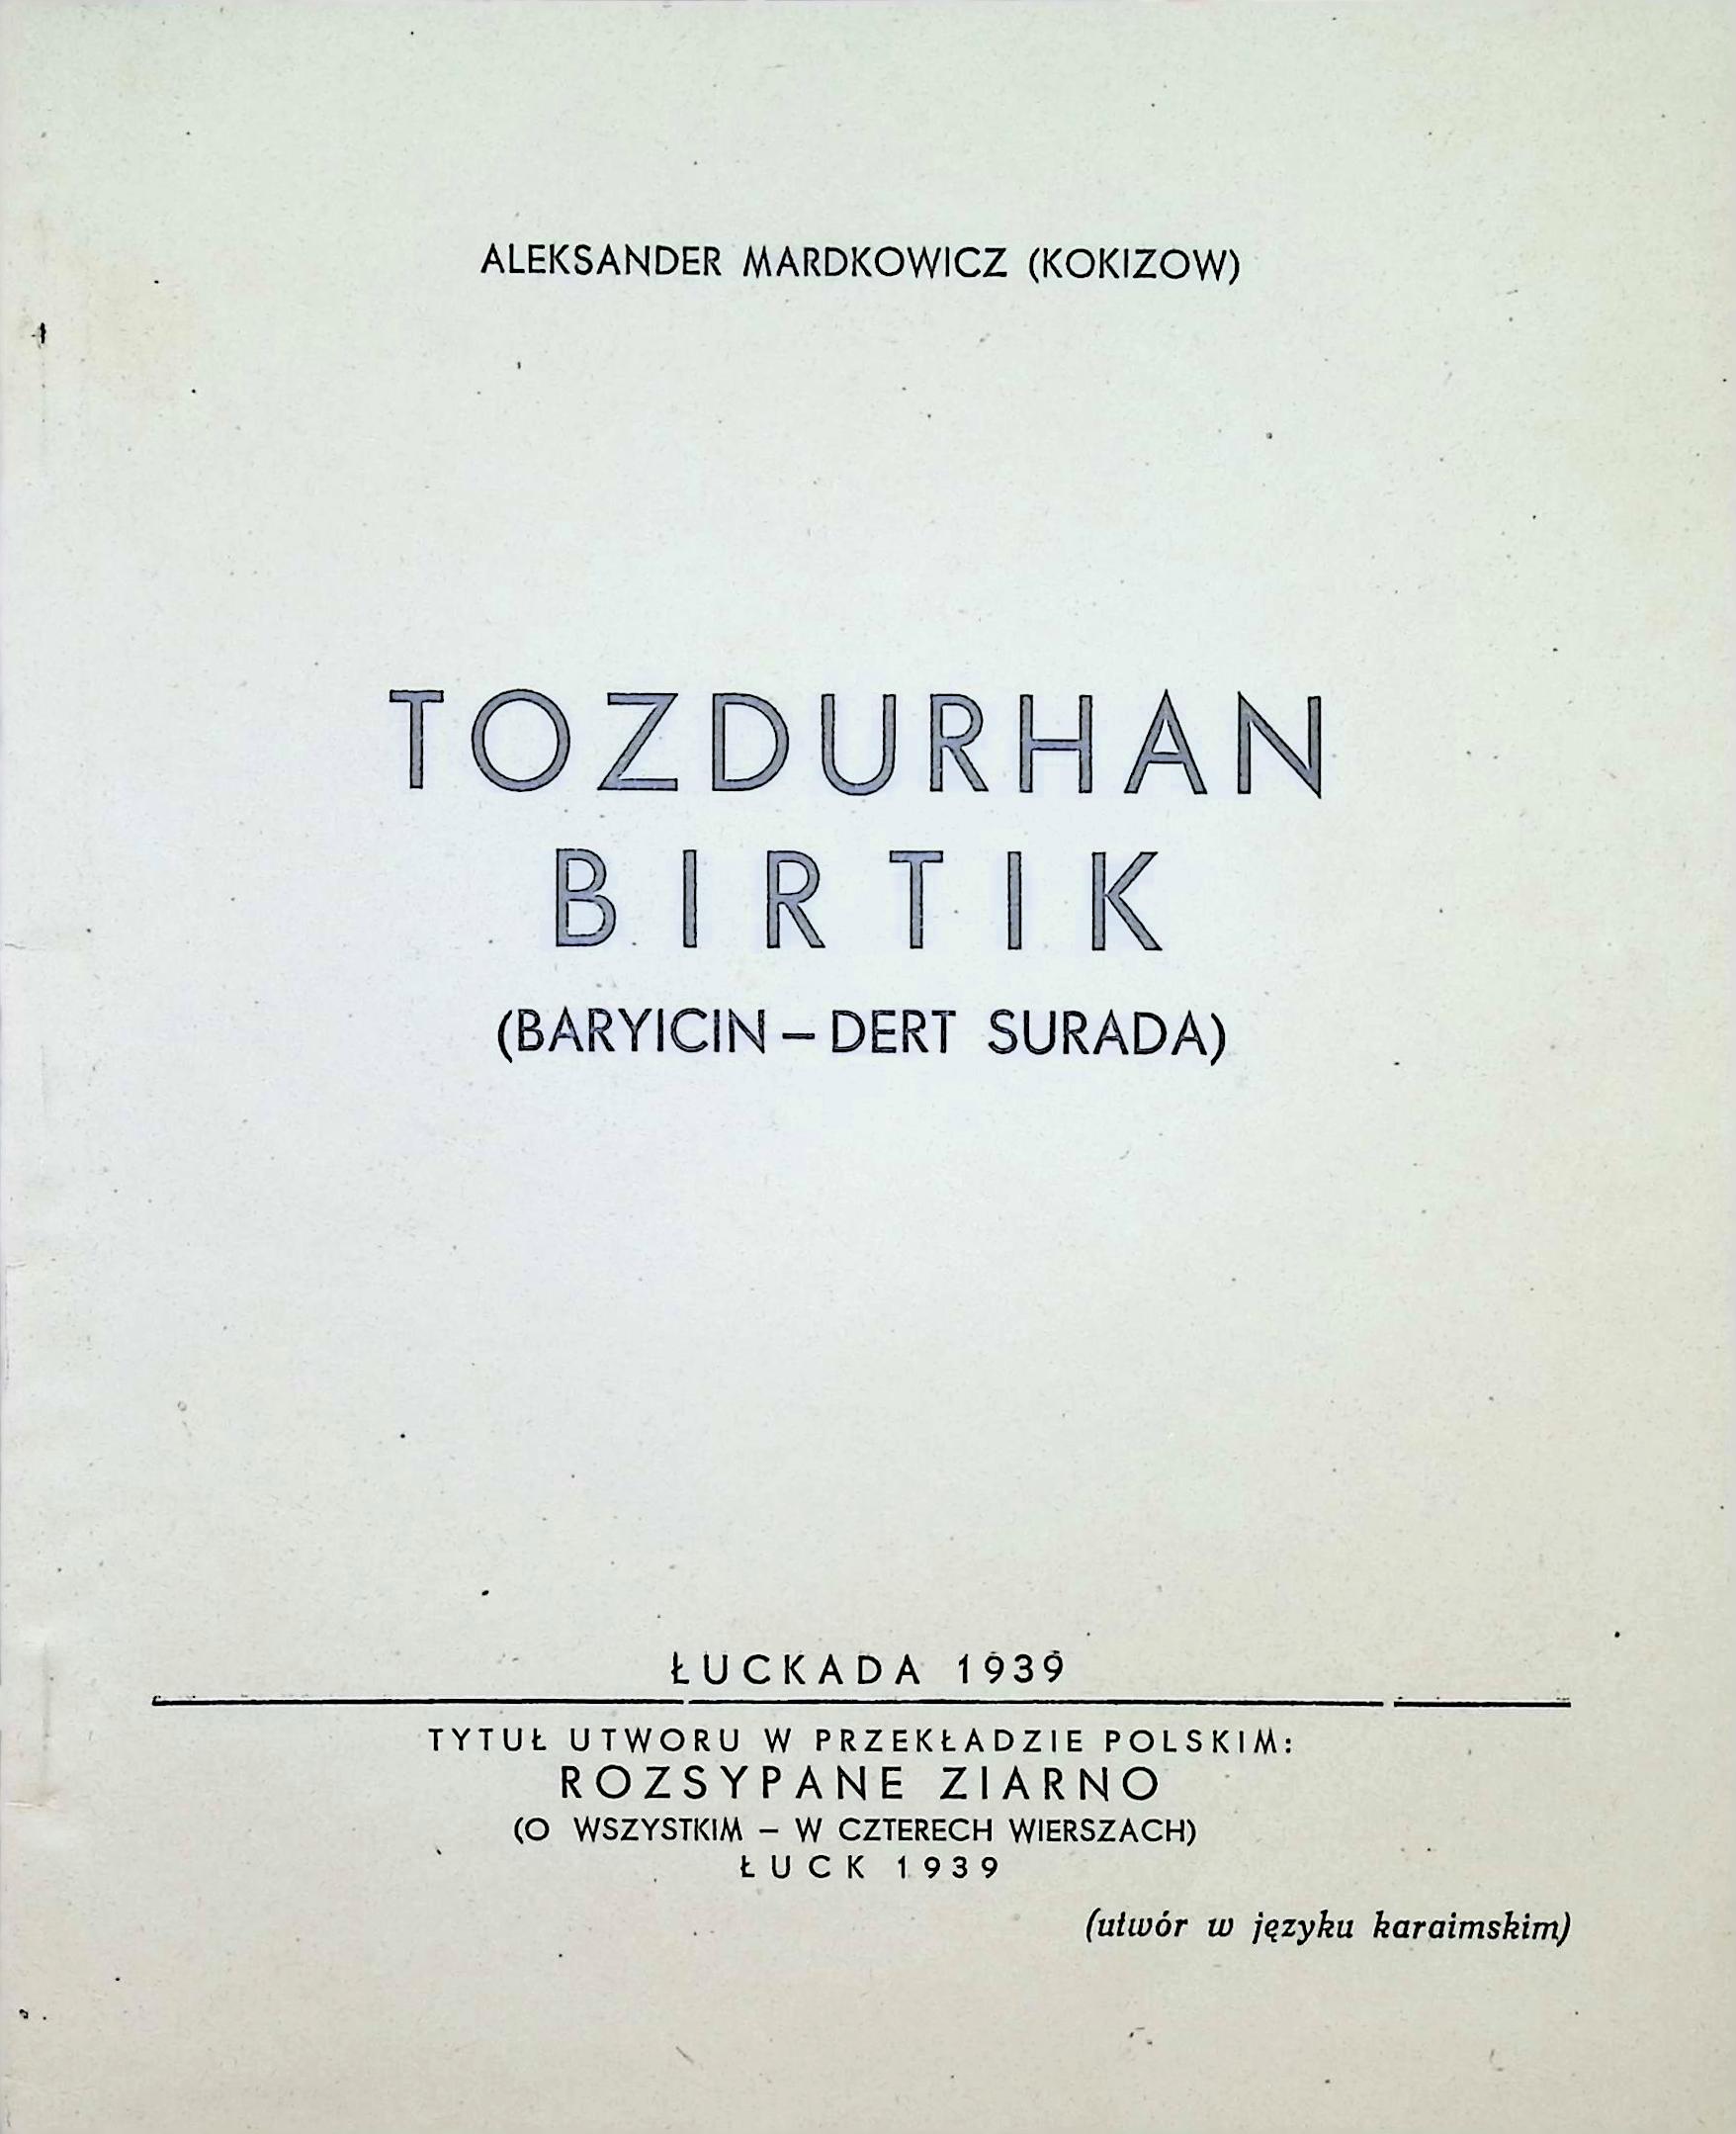 ALEKSANDER MARDKOWICZ (KOKIZOW)
TOZDURHAN
BIRTIK
(BARYICIN – DERT SURADA)
ŁUCKADA 1939
TYTUŁ UTWORU W PRZEKŁADZIE POLSKIM:
ROZSYPANE ZIARNO
(O WSZYSTKIM – W CZTERECH WIERSZACH)
ŁUCK 1939
(utwór w języku karaimskim)